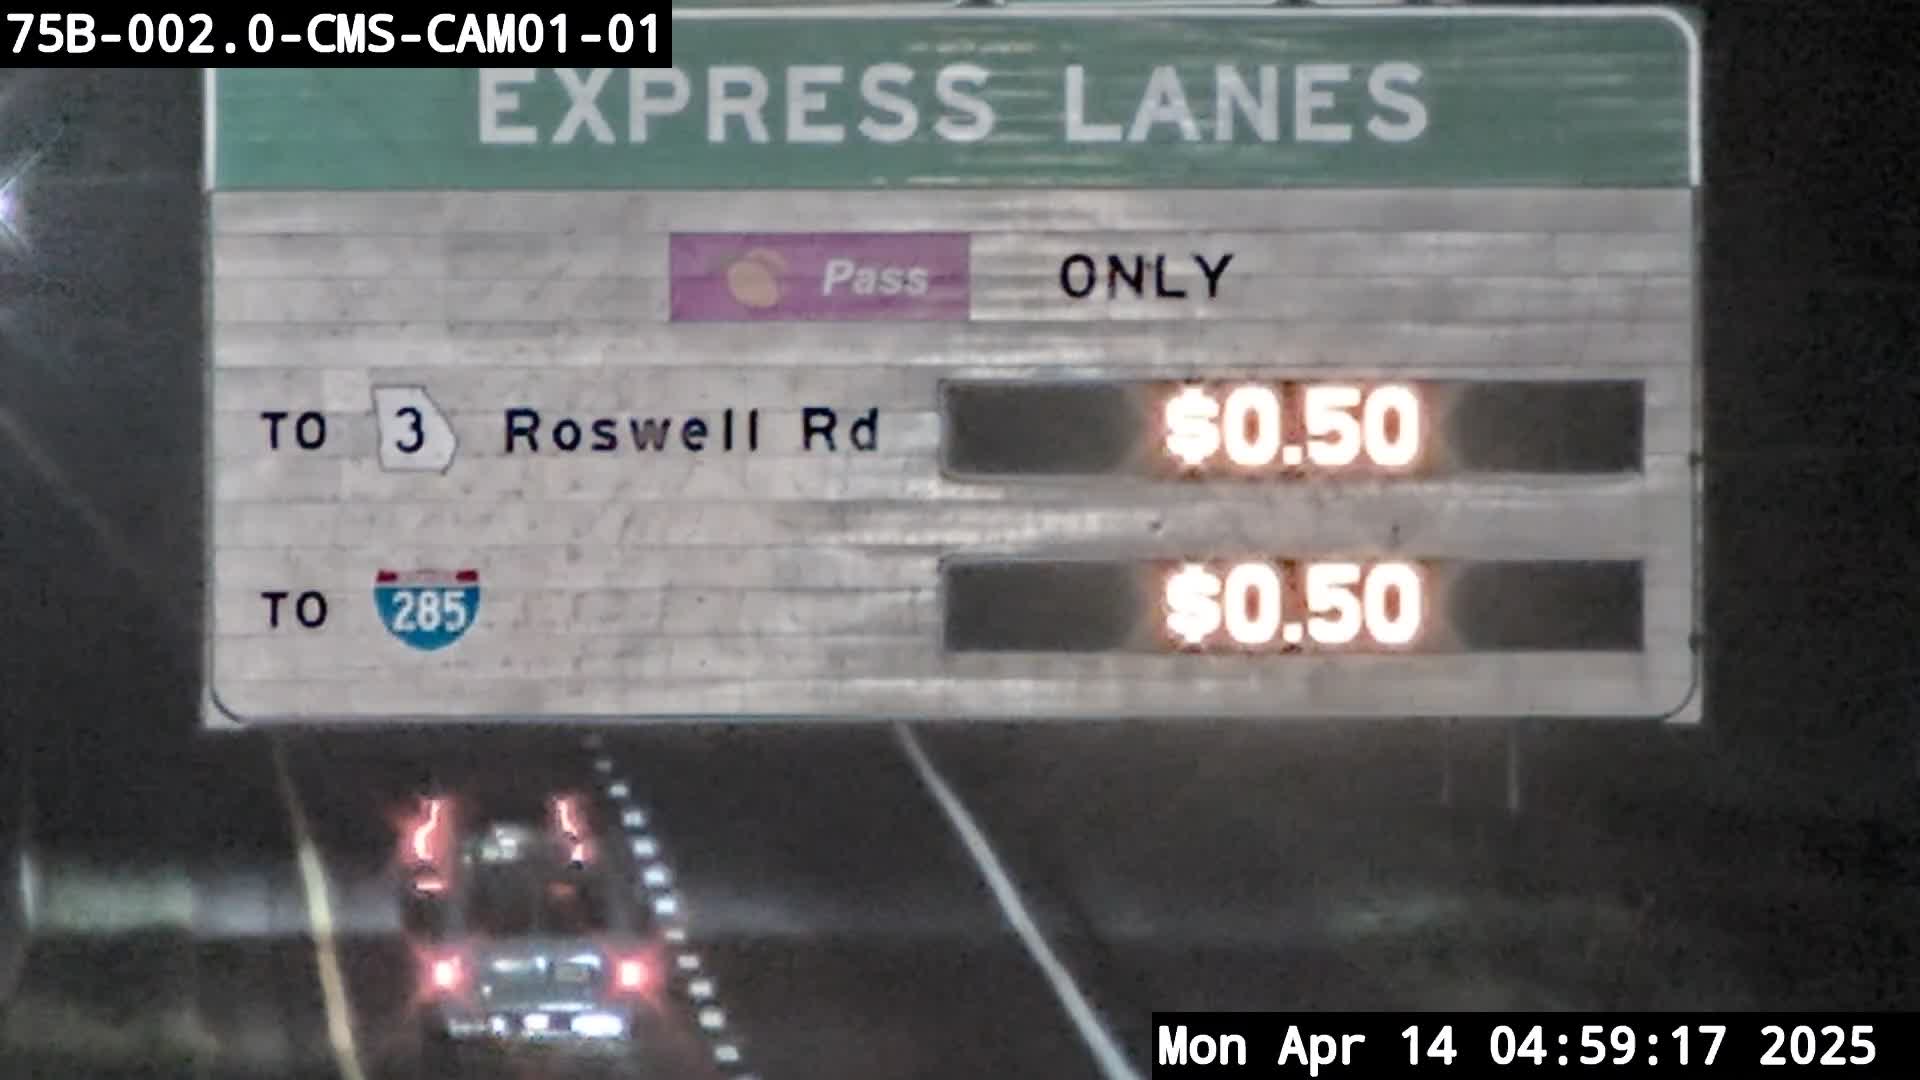 75B-002.0-CMS-CAM01-01
EXPRESS LANES
Pass ONLY
TO 3 Roswell Rd $0.50
TO 285 $0.50
Mon Apr 14 04:59:17 2025